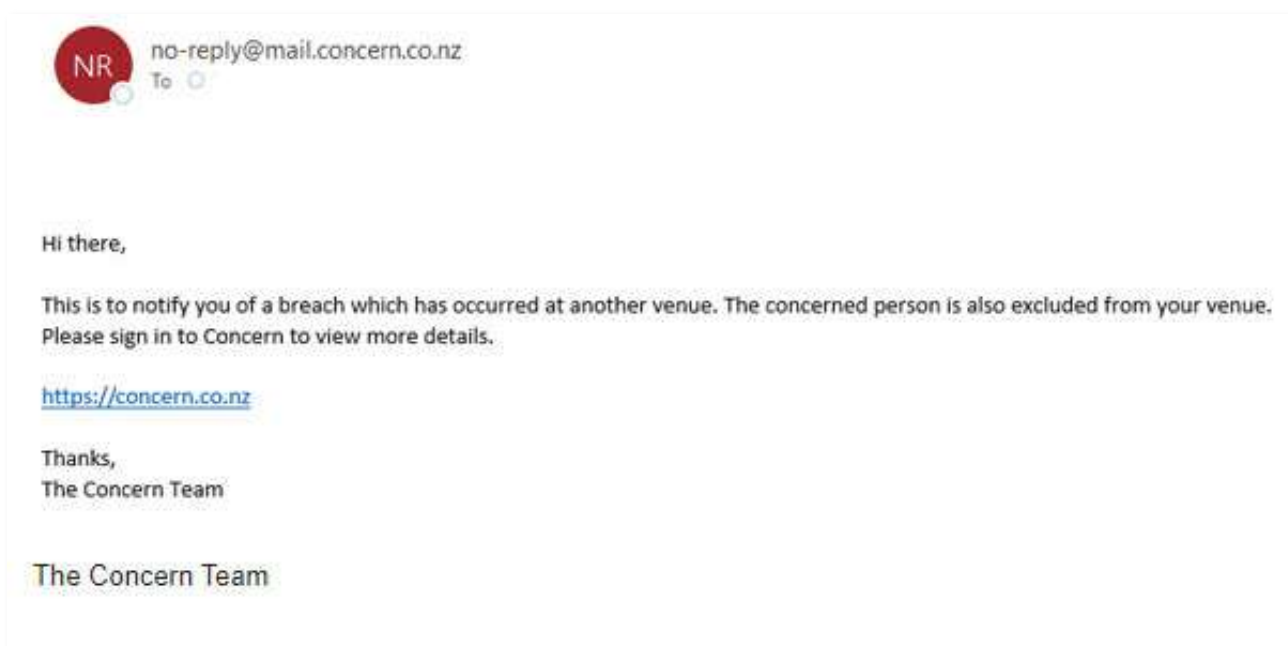 NR
no-reply@mail.concern.co.nz
To
Hi there,
This is to notify you of a breach which has occurred at another venue. The concerned person is also excluded from your venue.
Please sign in to Concern to view more details.
https://concern.co.nz
Thanks,
The Concern Team
The Concern Team